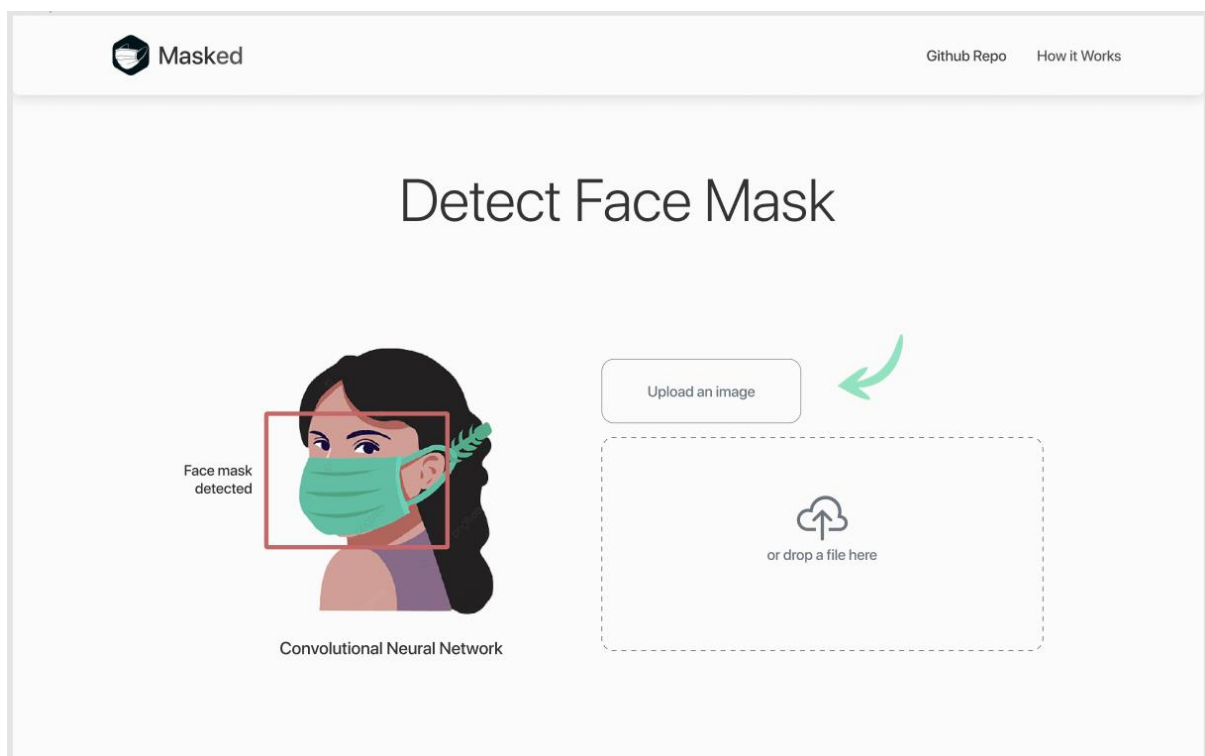 Masked
Github Repo
How it Works
Detect Face Mask
Upload an image
Face mask
detected
or drop a file here
Convolutional Neural Network